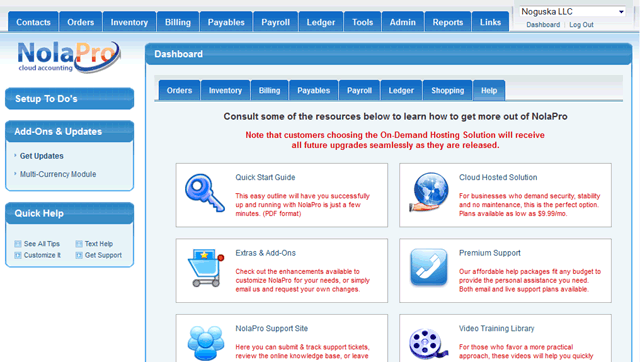 Contacts Orders Inventory Billing Payables Payroll Ledger Tools Admin Reports Links
Noguska LLC
Dashboard | Log Out
NolaPro
cloud accounting
Setup To Do's
Add-Ons & Updates
Get Updates
Multi-Currency Module
Quick Help
See All Tips Text Help
Customize It Get Support
Dashboard
Orders Inventory Billing Payables Payroll Ledger Shopping Help
Consult some of the resources below to learn how to get more out of NolaPro
Note that customers choosing the On-Demand Hosting Solution will receive
all future upgrades seamlessly as they are released.
Quick Start Guide
This easy outline will have you successfully
up and running with NolaPro is just a few
minutes. (PDF format)
Cloud Hosted Solution
For businesses who demand security, stability
and no maintenance, this is the perfect option.
Plans available as low as $9.99/mo.
Extras & Add-Ons
Check out the enhancements available to
customize NolaPro for your needs, or simply
email us and request your own changes.
Premium Support
Our affordable help packages fit any budget to
provide the personal assistance you need.
Both email and live support plans available.
NolaPro Support Site
Here you can submit & track support tickets,
review the online knowledge base, or leave
Video Training Library
For those who favor a more practical
approach, these videos will help you quickly